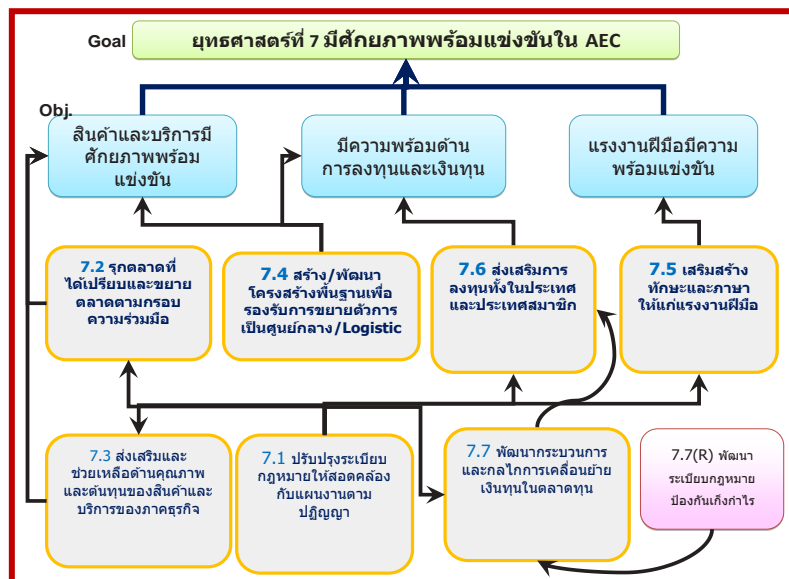 Goal
ยุทธศาสตร์ที่ 7 มีศักยภาพพร้อมแข่งขันใน AEC
Obj.
สินค้าและบริการมี
ศักยภาพพร้อม
แข่งขัน
มีความพร้อมด้าน
การลงทุนและเงินทุน
แรงงานฝีมือมีความ
พร้อมแข่งขัน
7.2 รุกตลาดที่
ได้เปรียบและขยาย
ตลาดตามกรอบ
ความร่วมมือ
7.4 สร้าง/พัฒนา
โครงสร้างพื้นฐานเพื่อ
รองรับการขยายตัวการ
เป็นศูนย์กลาง/Logistic
7.6 ส่งเสริมการ
ลงทุนทั้งในประเทศ
และประเทศสมาชิก
7.5 เสริมสร้าง
ทักษะและภาษา
ให้แก่แรงงานฝีมือ
7.3 ส่งเสริมและ
ช่วยเหลือด้านคุณภาพ
และต้นทุนของสินค้าและ
บริการของภาคธุรกิจ
7.1 ปรับปรุงระเบียบ
กฎหมายให้สอดคล้อง
กับแผนงานตาม
ปฏิญญา
7.7 พัฒนากระบวนการ
และกลไกการเคลื่อนย้าย
เงินทุนในตลาดทุน
7.7(R) พัฒนา
ระเบียบกฎหมาย
ป้องกันเก็งกำไร